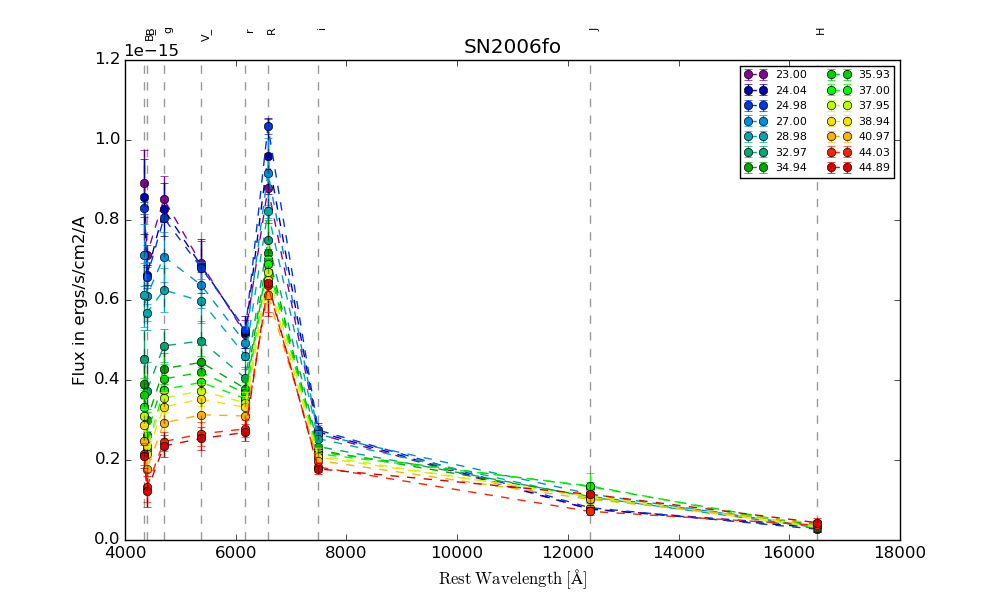 B
B_
g
V_
r
R
i
J
H
1e−15
SN2006fo
1.2
1.0
0.8
0.6
0.4
0.2
0.0
Flux in ergs/s/cm2/A
23.00
24.04
24.98
27.00
28.98
32.97
34.94
35.93
37.00
37.95
38.94
40.97
44.03
44.89
4000 6000 8000 10000 12000 14000 16000 18000
Rest Wavelength [Å]